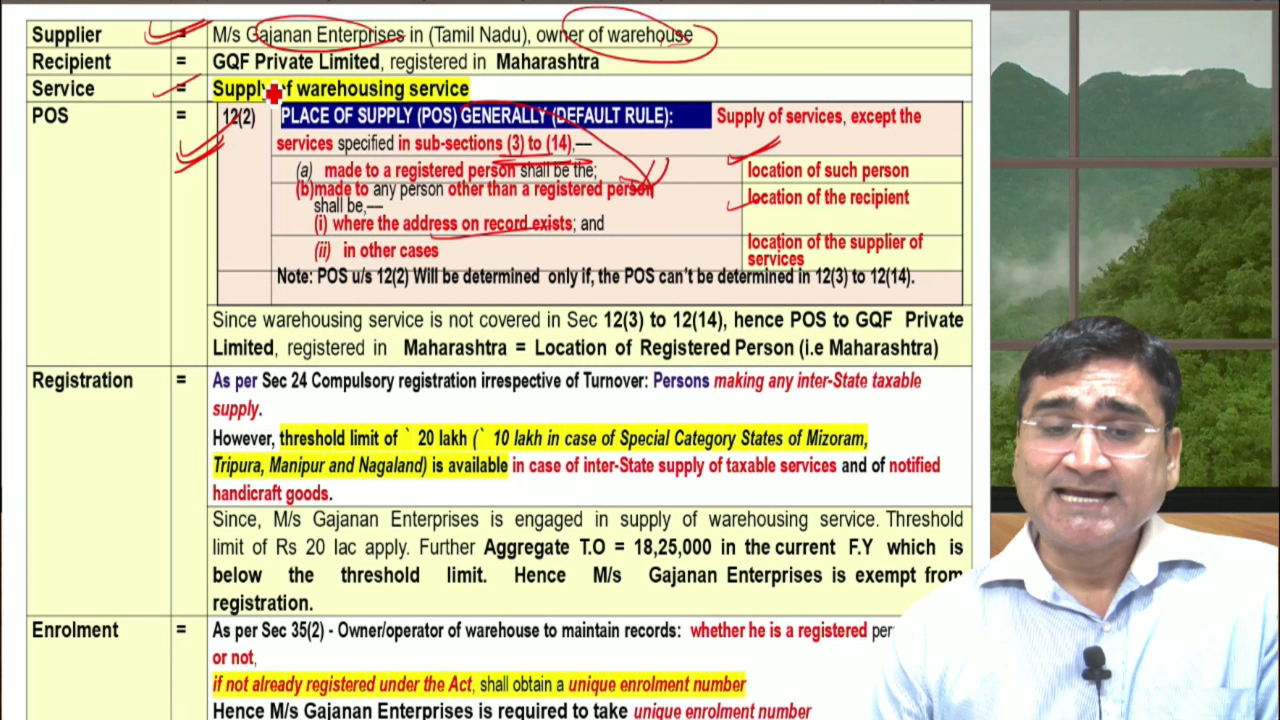 Supplier = M/s Gajanan Enterprises in (Tamil Nadu), owner of warehouse
Recipient = GQF Private Limited, registered in Maharashtra
Service = Supply of warehousing service
POS = 12(2) PLACE OF SUPPLY (POS) GENERALLY (DEFAULT RULE): Supply of services, except the
services specified in sub-sections (3) to (14),—
(a) made to a registered person shall be the; location of such person
(b)made to any person other than a registered person location of the recipient
shall be,—
(i) where the address on record exists; and
(ii) in other cases location of the supplier of
services
Note: POS u/s 12(2) Will be determined only if, the POS can't be determined in 12(3) to 12(14).
Since warehousing service is not covered in Sec 12(3) to 12(14), hence POS to GQF Private
Limited, registered in Maharashtra = Location of Registered Person (i.e Maharashtra)
Registration = As per Sec 24 Compulsory registration irrespective of Turnover: Persons making any inter-State taxable
supply.
However, threshold limit of ` 20 lakh (` 10 lakh in case of Special Category States of Mizoram,
Tripura, Manipur and Nagaland) is available in case of inter-State supply of taxable services and of notified
handicraft goods.
Since, M/s Gajanan Enterprises is engaged in supply of warehousing service. Threshold
limit of Rs 20 lac apply. Further Aggregate T.O = 18,25,000 in the current F.Y which is
below the threshold limit. Hence M/s Gajanan Enterprises is exempt from
registration.
Enrolment = As per Sec 35(2) - Owner/operator of warehouse to maintain records: whether he is a registered
or not,
if not already registered under the Act, shall obtain a unique enrolment number
Hence M/s Gajanan Enterprises is required to take unique enrolment number